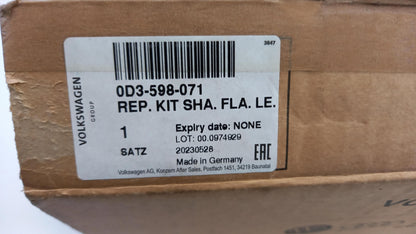 3847
VOLKSWAGEN
GROUP
0D3-598-071
REP. KIT SHA. FLA. LE.
1
Expiry date: NONE
LOT: 00.0974929
SATZ
20230528
EAC
Made in Germany
Volkswagen AG, Konzern After Sales, Postfach 1451, 34219 Baunatal